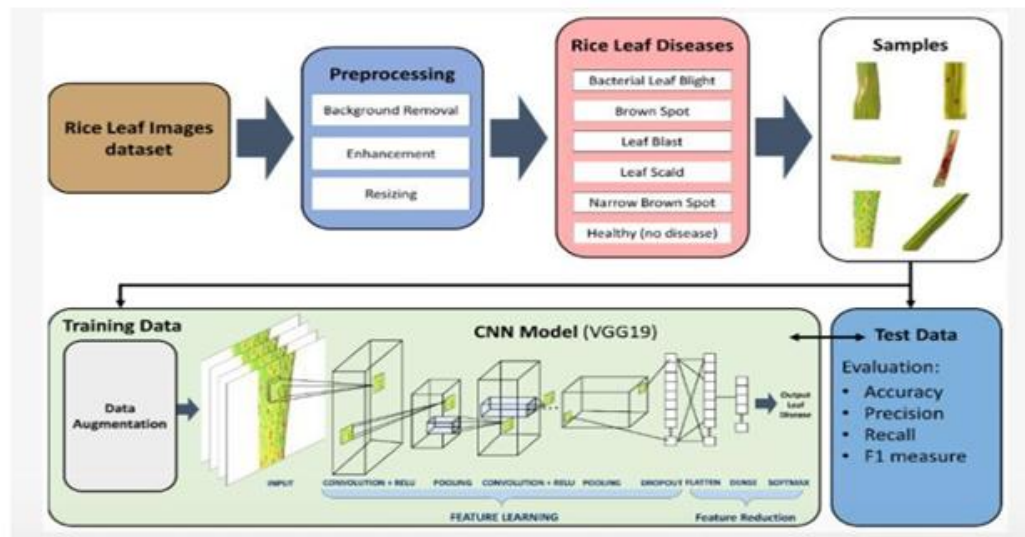 Rice Leaf Images
dataset
Preprocessing
Background Removal
Enhancement
Resizing
Rice Leaf Diseases
Bacterial Leaf Blight
Brown Spot
Leaf Blast
Leaf Scald
Narrow Brown Spot
Healthy (no disease)
Samples
Training Data
Data
Augmentation
CNN Model (VGG19)
INPUT
CONVOLUTION + RELU
POOLING
CONVOLUTION + RELU
POOLING
DROPOUT
FLATTEN
DENSE
SOFTMAX
FEATURE LEARNING
Feature Reduction
Output
Leaf
Disease
Test Data
Evaluation:
• Accuracy
• Precision
• Recall
• F1 measure